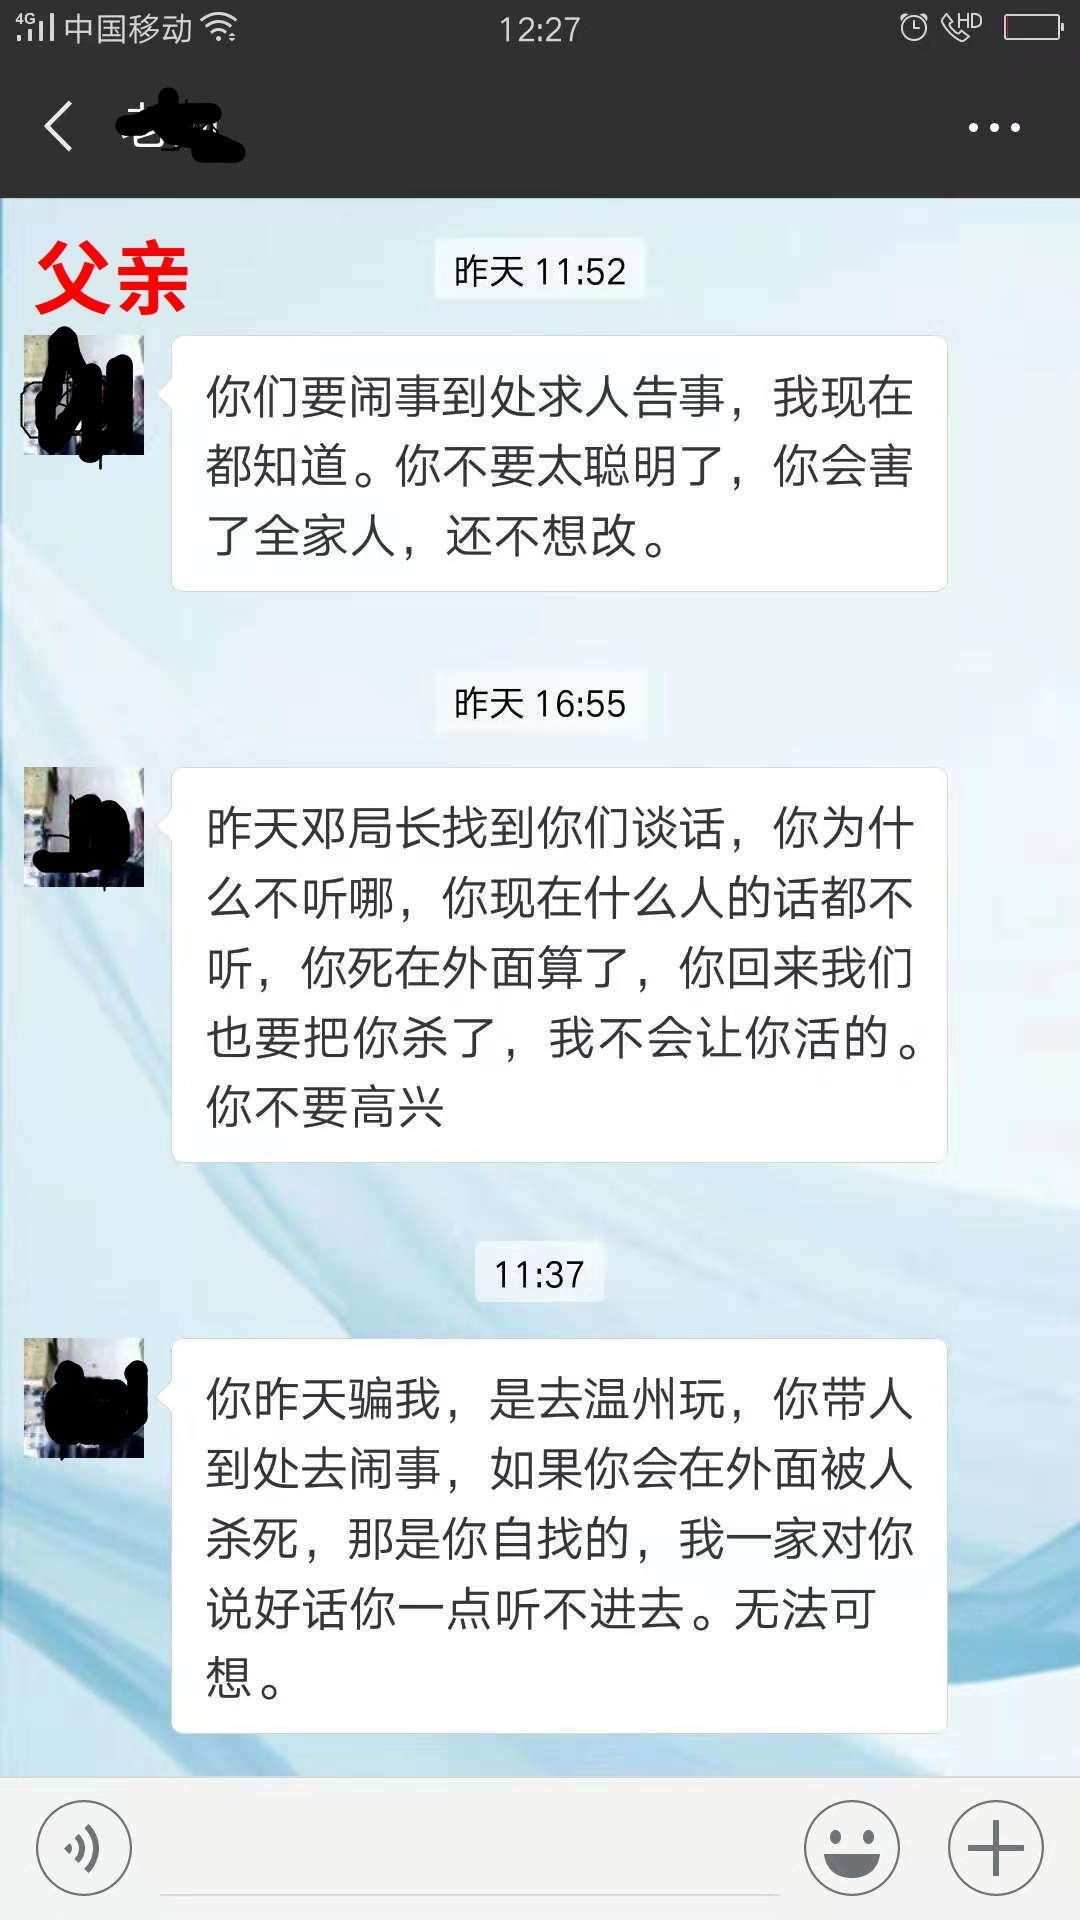 4G 中国移动 12:27 HD
父亲
昨天 11:52
你们要闹事到处求人告事，我现在
都知道。你不要太聪明了，你会害
了全家人，还不想改。
昨天 16:55
昨天邓局长找到你们谈话，你为什
么不听哪，你现在什么人的话都不
听，你死在外面算了，你回来我们
也要把你杀了，我不会让你活的。
你不要高兴
11:37
你昨天骗我，是去温州玩，你带人
到处去闹事，如果你会在外面被人
杀死，那是你自找的，我一家对你
说好话你一点听不进去。无法可
想。